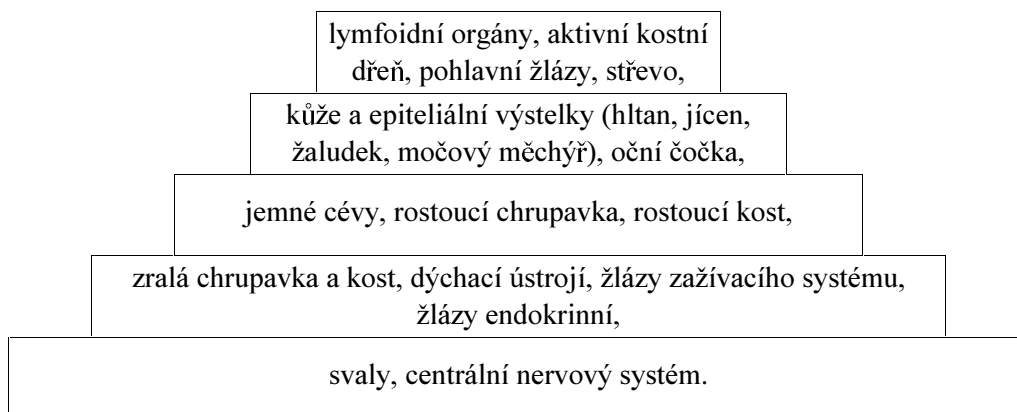 lymfoidní orgány, aktivní kostní
dřeň, pohlavní žlázy, střevo,
kůže a epiteliální výstelky (hltan, jícen,
žaludek, močový měchýř), oční čočka,
jemné cévy, rostoucí chrupavka, rostoucí kost,
zralá chrupavka a kost, dýchací ústrojí, žlázy zažívacího systému,
žlázy endokrinní,
svaly, centrální nervový systém.